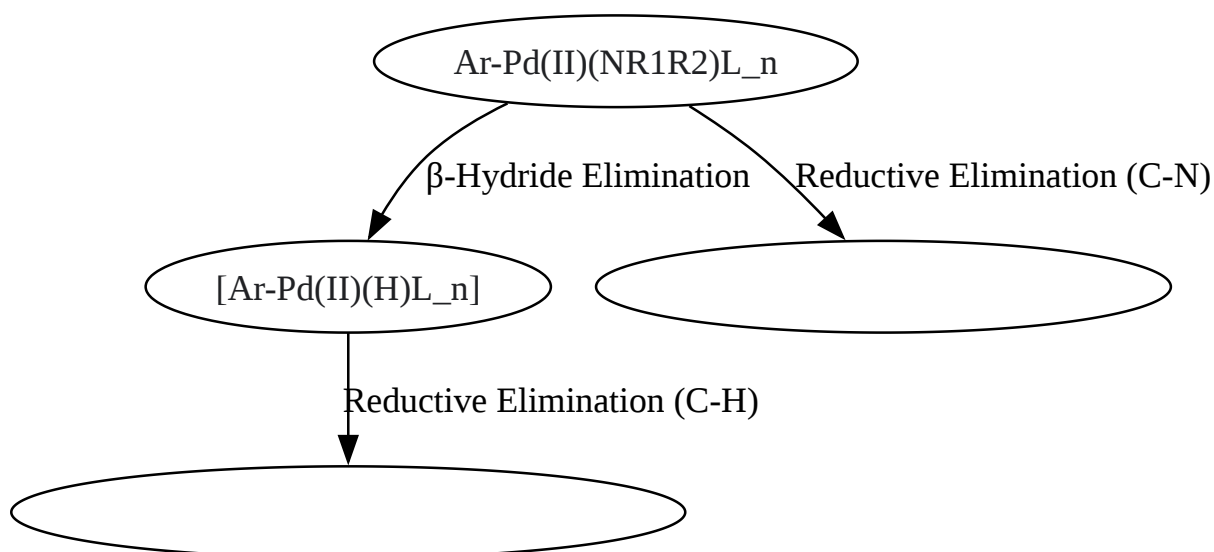 Ar-Pd(II)(NR1R2)L_n
β-Hydride Elimination
Reductive Elimination (C-N)
[Ar-Pd(II)(H)L_n]
Reductive Elimination (C-H)